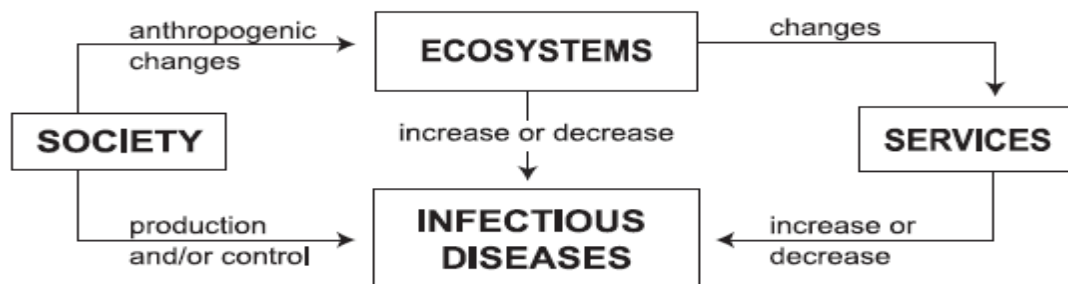 anthropogenic
changes
ECOSYSTEMS
changes
SOCIETY
increase or decrease
SERVICES
production
and/or control
INFECTIOUS
DISEASES
increase or
decrease